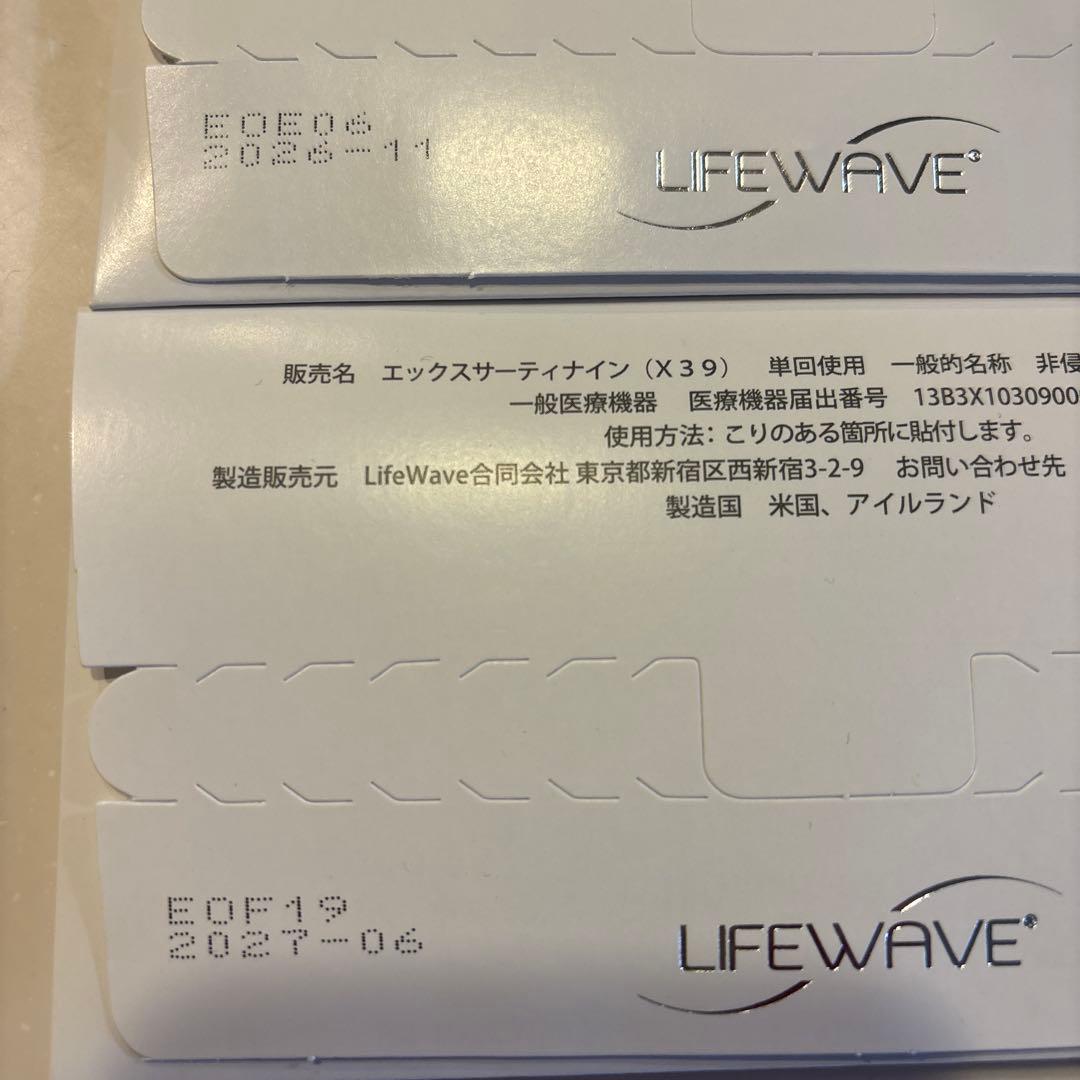 E0E06
2026-11
LIFEWAVE
販売名 エックスサーティナイン（X39） 単回使用 一般的名称 非侵
一般医療機器 医療機器届出番号 13B3X1030900
使用方法：こりのある箇所に貼付します。
製造販売元 LifeWave合同会社 東京都新宿区西新宿3-2-9 お問い合わせ先
製造国 米国、アイルランド
E0F19
2027-06
LIFEWAVE